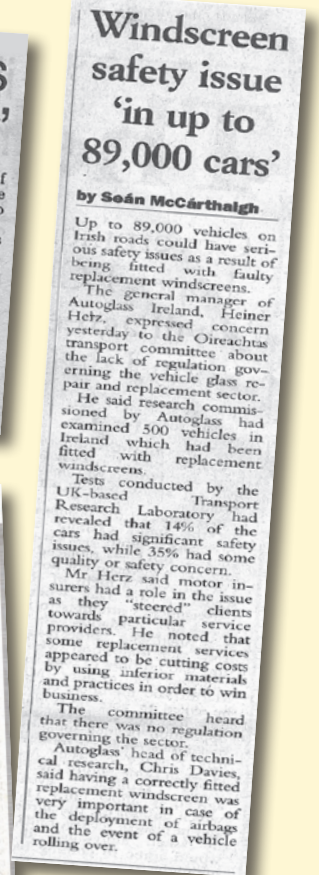 Windscreen
safety issue
‘in up to
89,000 cars’
by Seán McCárthaigh
Up to 89,000 vehicles on
Irish roads could have seri-
ous safety issues as a result of
being fitted with faulty
replacement windscreens.
The general manager of
Autoglass Ireland, Heiner
Herz, expressed concern
yesterday to the Oireachtas
transport committee about
the lack of regulation gov-
erning the vehicle glass re-
pair and replacement sector.
He said research commis-
sioned by Autoglass had
examined 500 vehicles in
Ireland which had been
fitted with replacement
windscreens.
Tests conducted by the
UK-based Transport
Research Laboratory had
revealed that 14% of the
cars had significant safety
issues, while 35% had some
quality or safety concern.
Mr Herz said motor in-
surers had a role in the issue
as they “steered” clients
towards particular service
providers. He noted that
some replacement services
appeared to be cutting costs
by using inferior materials
and practices in order to win
business.
The committee heard
that there was no regulation
governing the sector.
Autoglass’ head of techni-
cal research, Chris Davies,
said having a correctly fitted
replacement windscreen was
very important in case of
the deployment of airbags
and the event of a vehicle
rolling over.